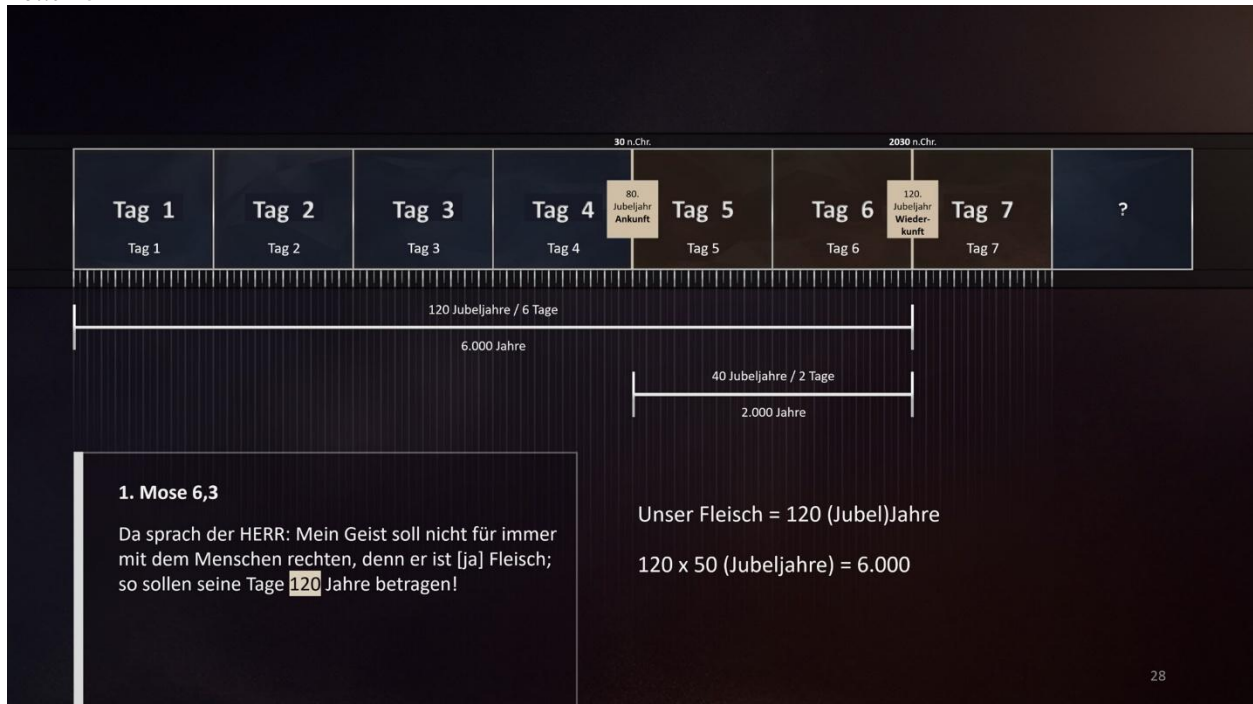 30 n.Chr.
2030 n.Chr.
Tag 1
Tag 2
Tag 3
Tag 4
80.
Jubeljahr
Ankunft
Tag 5
Tag 6
120.
Jubeljahr
Wieder-
kunft
Tag 7
?
Tag 1
Tag 2
Tag 3
Tag 4
Tag 5
Tag 6
Tag 7
120 Jubeljahre / 6 Tage
6.000 Jahre
40 Jubeljahre / 2 Tage
2.000 Jahre
1. Mose 6,3
Da sprach der HERR: Mein Geist soll nicht für immer
mit dem Menschen rechten, denn er ist [ja] Fleisch;
so sollen seine Tage 120 Jahre betragen!
Unser Fleisch = 120 (Jubel)Jahre
120 x 50 (Jubeljahre) = 6.000
28